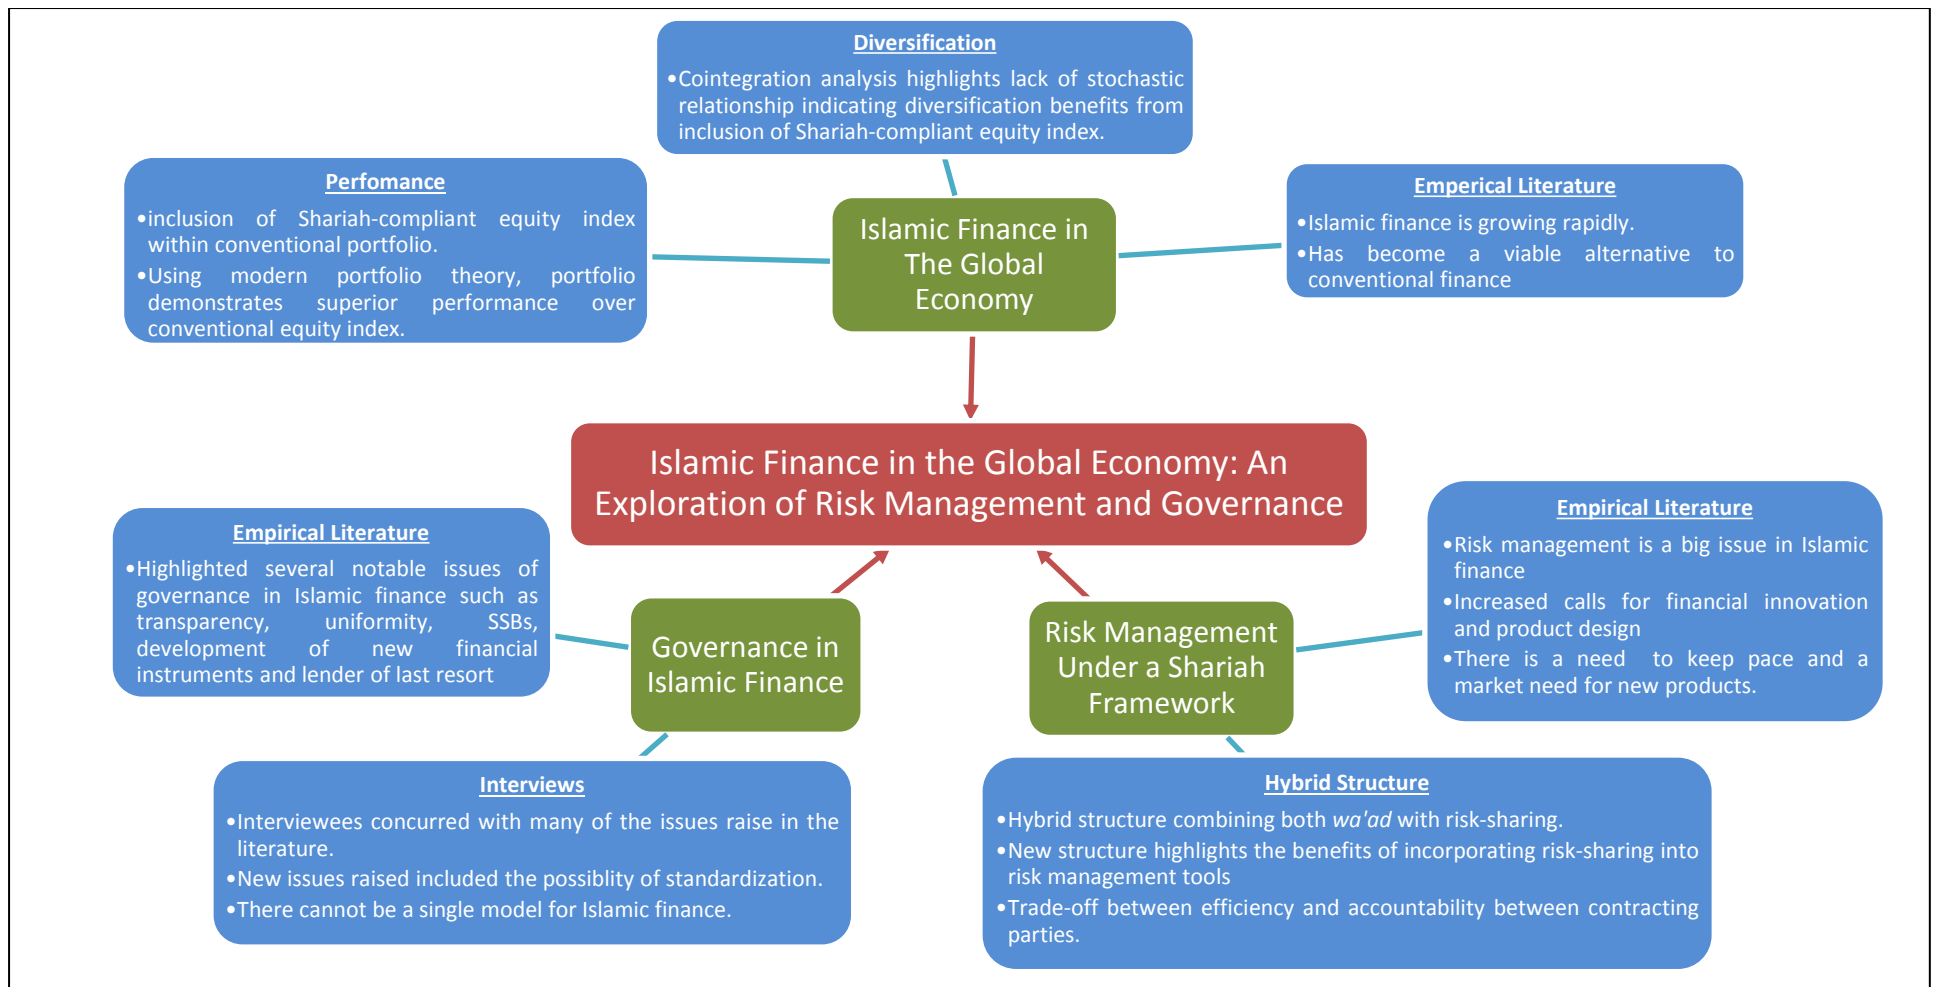 Diversification
•Cointegration analysis highlights lack of stochastic
relationship indicating diversification benefits from
inclusion of Shariah-compliant equity index.
Perfomance
•inclusion of Shariah-compliant equity index
within conventional portfolio.
•Using modern portfolio theory, portfolio
demonstrates superior performance over
conventional equity index.
Islamic Finance in
The Global
Economy
Emperical Literature
•Islamic finance is growing rapidly.
•Has become a viable alternative to
conventional finance
Islamic Finance in the Global Economy: An
Exploration of Risk Management and Governance
Empirical Literature
•Highlighted several notable issues of
governance in Islamic finance such as
transparency, uniformity, SSBs,
development of new financial
instruments and lender of last resort
Governance in
Islamic Finance
Risk Management
Under a Shariah
Framework
Empirical Literature
•Risk management is a big issue in Islamic
finance
•Increased calls for financial innovation
and product design
•There is a need to keep pace and a
market need for new products.
Interviews
•Interviewees concurred with many of the issues raise in the
literature.
•New issues raised included the possiblity of standardization.
•There cannot be a single model for Islamic finance.
Hybrid Structure
•Hybrid structure combining both wa'ad with risk-sharing.
•New structure highlights the benefits of incorporating risk-sharing into
risk management tools
•Trade-off between efficiency and accountability between contracting
parties.